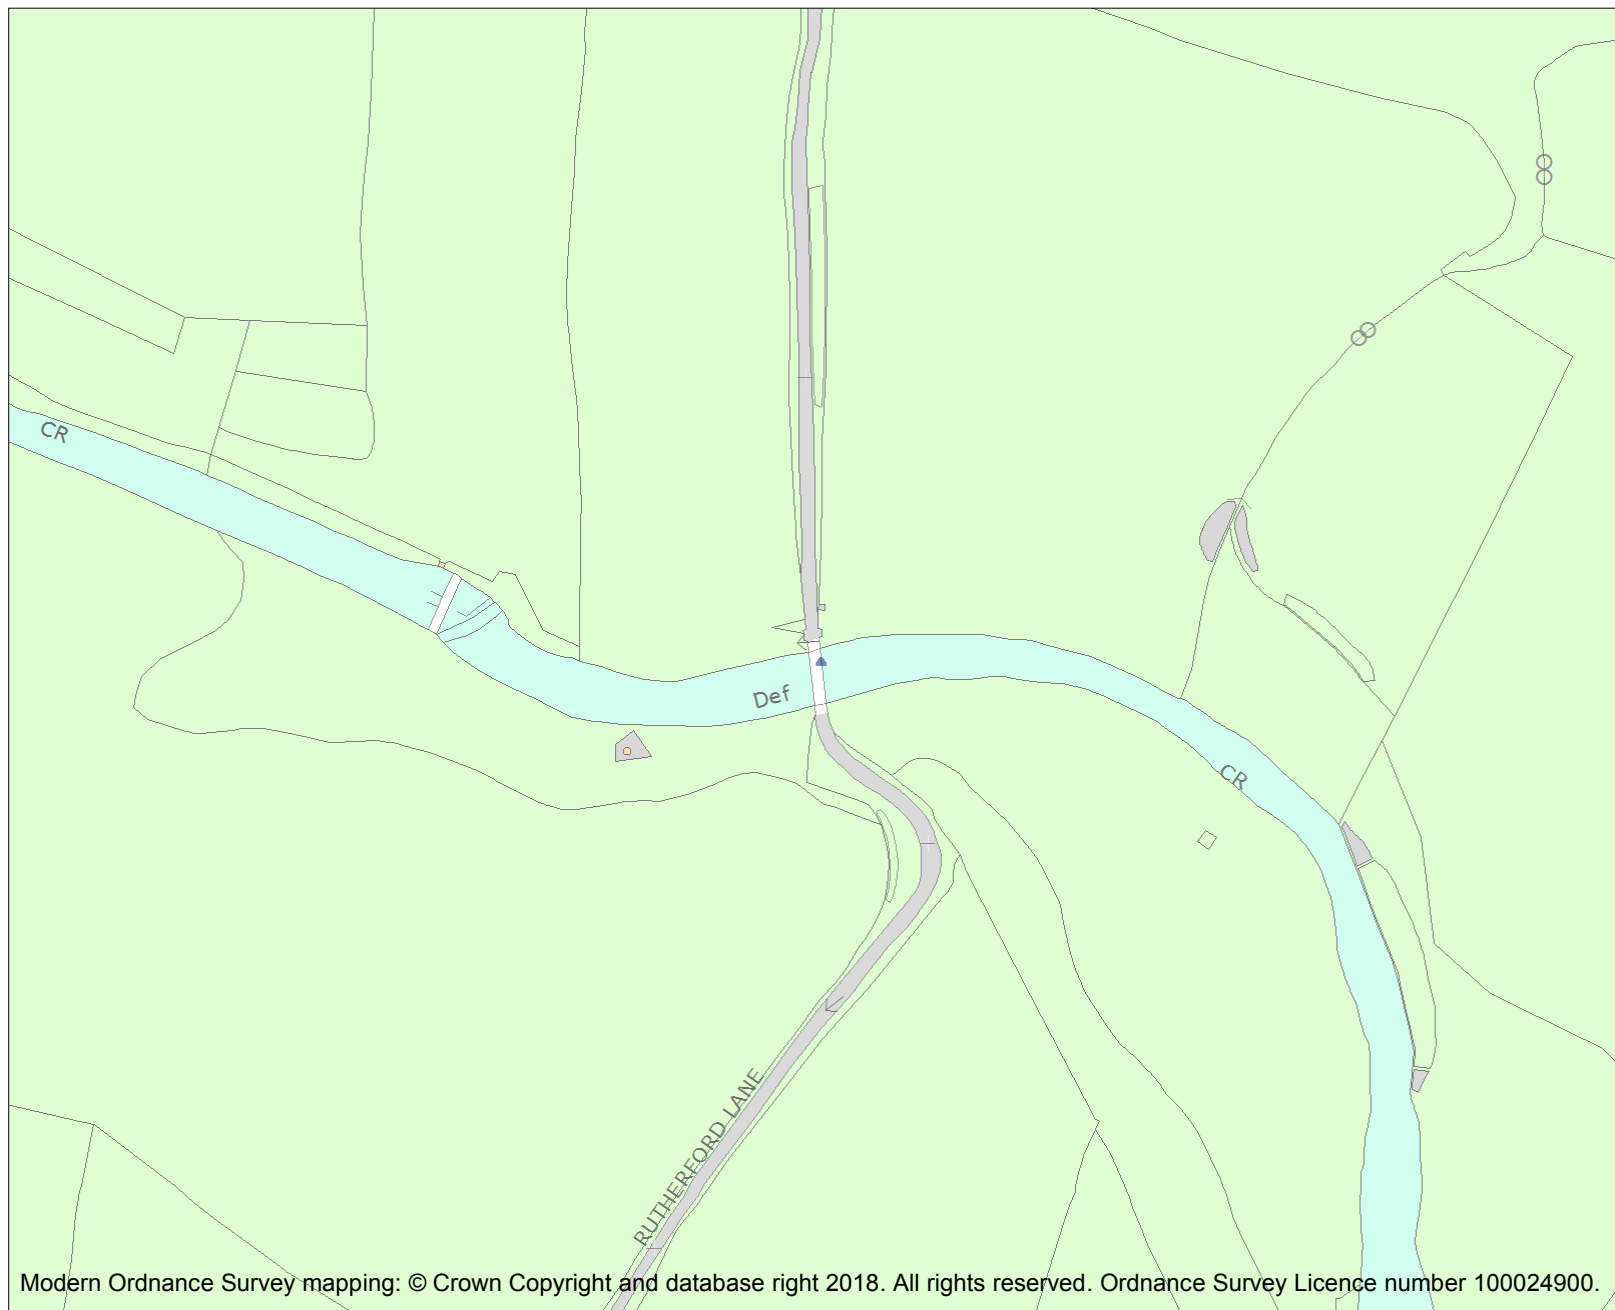 CR
Def
CR
RUTHERFORD LANE
Modern Ordnance Survey mapping: © Crown Copyright and database right 2018. All rights reserved. Ordnance Survey Licence number 100024900.